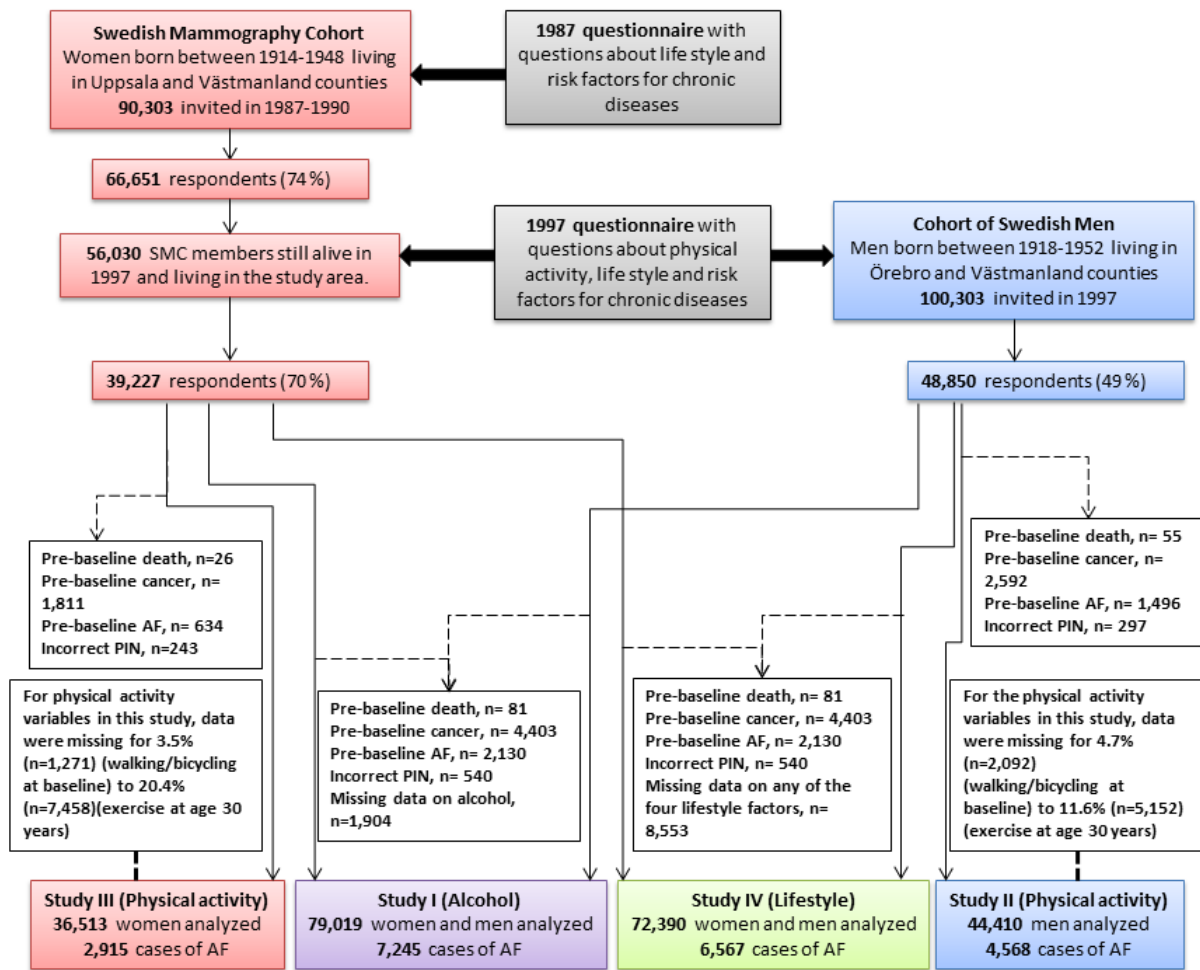 Swedish Mammography Cohort
Women born between 1914-1948 living
in Uppsala and Västmanland counties
90,303 invited in 1987-1990
1987 questionnaire with
questions about life style and
risk factors for chronic
diseases
66,651 respondents (74%)
56,030 SMC members still alive in
1997 and living in the study area.
1997 questionnaire with
questions about physical
activity, life style and risk
factors for chronic diseases
Cohort of Swedish Men
Men born between 1918-1952 living in
Örebro and Västmanland counties
100,303 invited in 1997
39,227 respondents (70%)
48,850 respondents (49%)
Pre-baseline death, n=26
Pre-baseline cancer, n=
1,811
Pre-baseline AF, n= 634
Incorrect PIN, n=243
Pre-baseline death, n= 55
Pre-baseline cancer, n=
2,592
Pre-baseline AF, n= 1,496
Incorrect PIN, n= 297
For physical activity
variables in this study, data
were missing for 3.5%
(n=1,271) (walking/bicycling
at baseline) to 20.4%
(n=7,458)(exercise at age 30
years)
Pre-baseline death, n= 81
Pre-baseline cancer, n= 4,403
Pre-baseline AF, n= 2,130
Incorrect PIN, n= 540
Missing data on alcohol,
n=1,904
Pre-baseline death, n= 81
Pre-baseline cancer, n= 4,403
Pre-baseline AF, n= 2,130
Incorrect PIN, n= 540
Missing data on any of the
four lifestyle factors, n=
8,553
For the physical activity
variables in this study, data
were missing for 4.7%
(n=2,092)
(walking/bicycling at
baseline) to 11.6% (n=5,152)
(exercise at age 30 years)
Study III (Physical activity)
36,513 women analyzed
2,915 cases of AF
Study I (Alcohol)
79,019 women and men analyzed
7,245 cases of AF
Study IV (Lifestyle)
72,390 women and men analyzed
6,567 cases of AF
Study II (Physical activity)
44,410 men analyzed
4,568 cases of AF